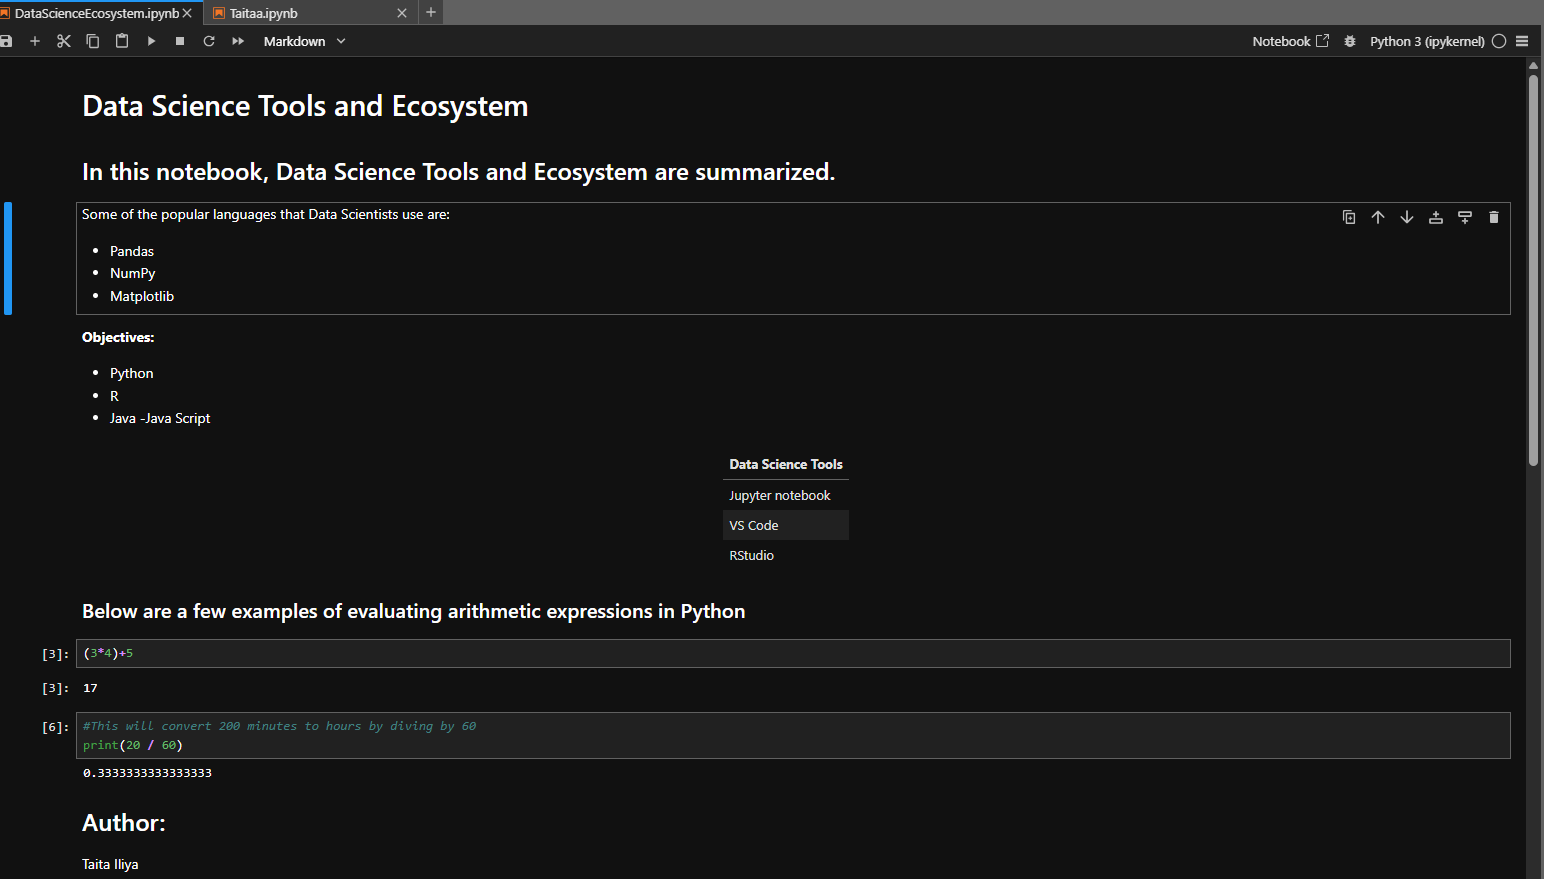 DataScienceEcosystem.ipynb
Taitaa.ipynb
Markdown
Notebook
Python 3 (ipykernel)
Data Science Tools and Ecosystem
In this notebook, Data Science Tools and Ecosystem are summarized.
Some of the popular languages that Data Scientists use are:
Pandas
NumPy
Matplotlib
Objectives:
Python
R
Java -Java Script
Data Science Tools
Jupyter notebook
VS Code
RStudio
Below are a few examples of evaluating arithmetic expressions in Python
[3]: (3*4)+5
[3]: 17
[6]: #This will convert 200 minutes to hours by diving by 60
print(20 / 60)
0.3333333333333333
Author:
Taita Iliya